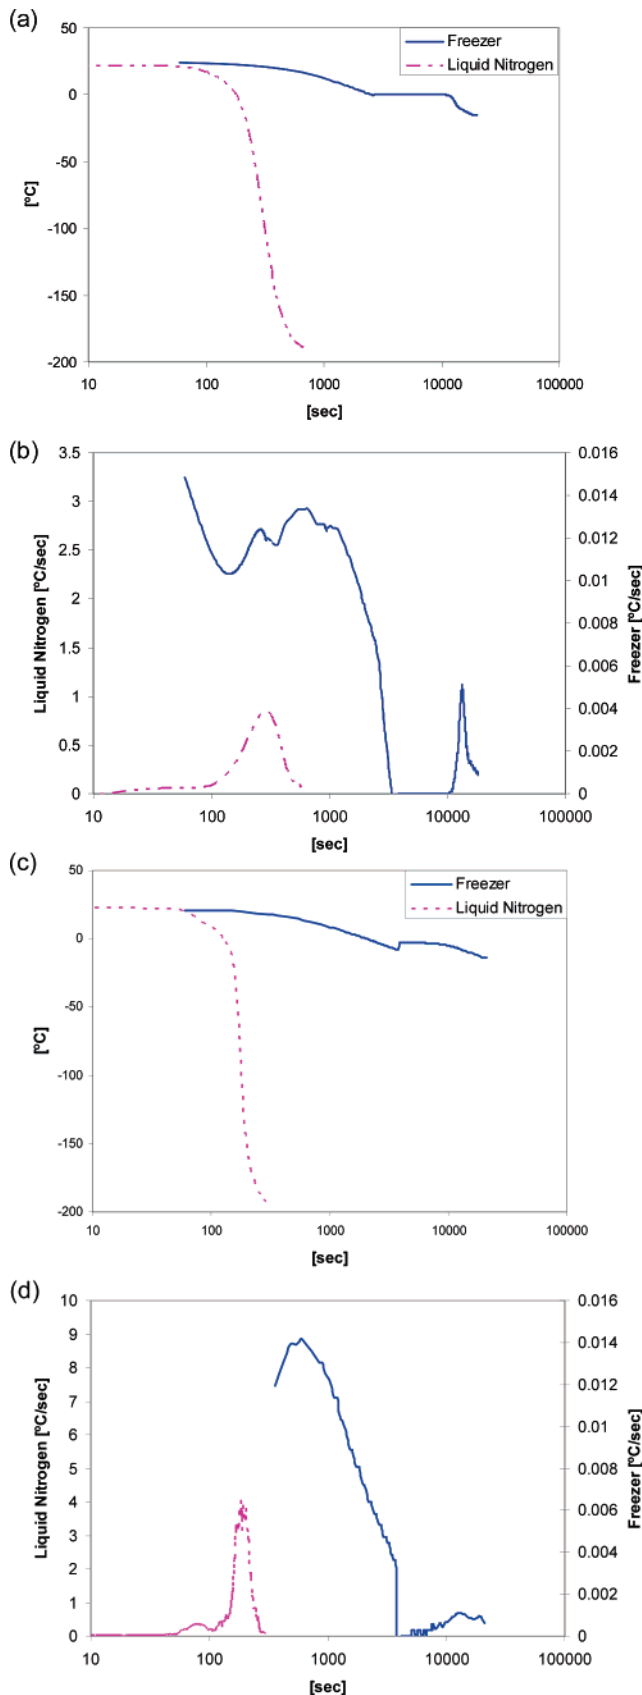 (a)
50
0
-50
-100
-150
-200
[ºC]
Freezer
Liquid Nitrogen
10 100 1000 10000 100000
[sec]
(b)
3.5
3
2.5
2
1.5
1
0.5
0
Liquid Nitrogen [ºC/sec]
0.016
0.014
0.012
0.01
0.008
0.006
0.004
0.002
0
Freezer [ºC/sec]
10 100 1000 10000 100000
[sec]
(c)
50
0
-50
-100
-150
-200
[ºC]
Freezer
Liquid Nitrogen
10 100 1000 10000 100000
[sec]
(d)
10
9
8
7
6
5
4
3
2
1
0
Liquid Nitrogen [ºC/sec]
0.016
0.014
0.012
0.01
0.008
0.006
0.004
0.002
0
Freezer [ºC/sec]
10 100 1000 10000 100000
[sec]